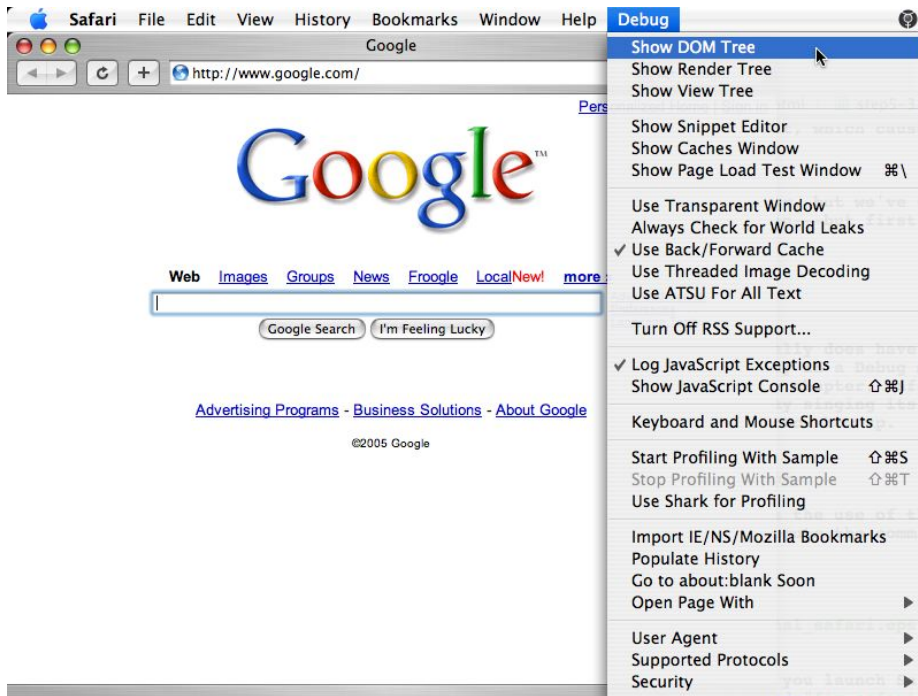 Safari File Edit View History Bookmarks Window Help Debug
Google
http://www.google.com/
Pers
Google™
Web Images Groups News Froogle LocalNew! more
Google Search I'm Feeling Lucky
Advertising Programs - Business Solutions - About Google
©2005 Google
Show DOM Tree
Show Render Tree
Show View Tree
Show Snippet Editor
Show Caches Window
Show Page Load Test Window ⌘\
Use Transparent Window
Always Check for World Leaks
✓ Use Back/Forward Cache
Use Threaded Image Decoding
Use ATSU For All Text
Turn Off RSS Support...
✓ Log JavaScript Exceptions
Show JavaScript Console ⇧⌘J
Keyboard and Mouse Shortcuts
Start Profiling With Sample ⇧⌘S
Stop Profiling With Sample ⇧⌘T
Use Shark for Profiling
Import IE/NS/Mozilla Bookmarks
Populate History
Go to about:blank Soon
Open Page With
User Agent
Supported Protocols
Security